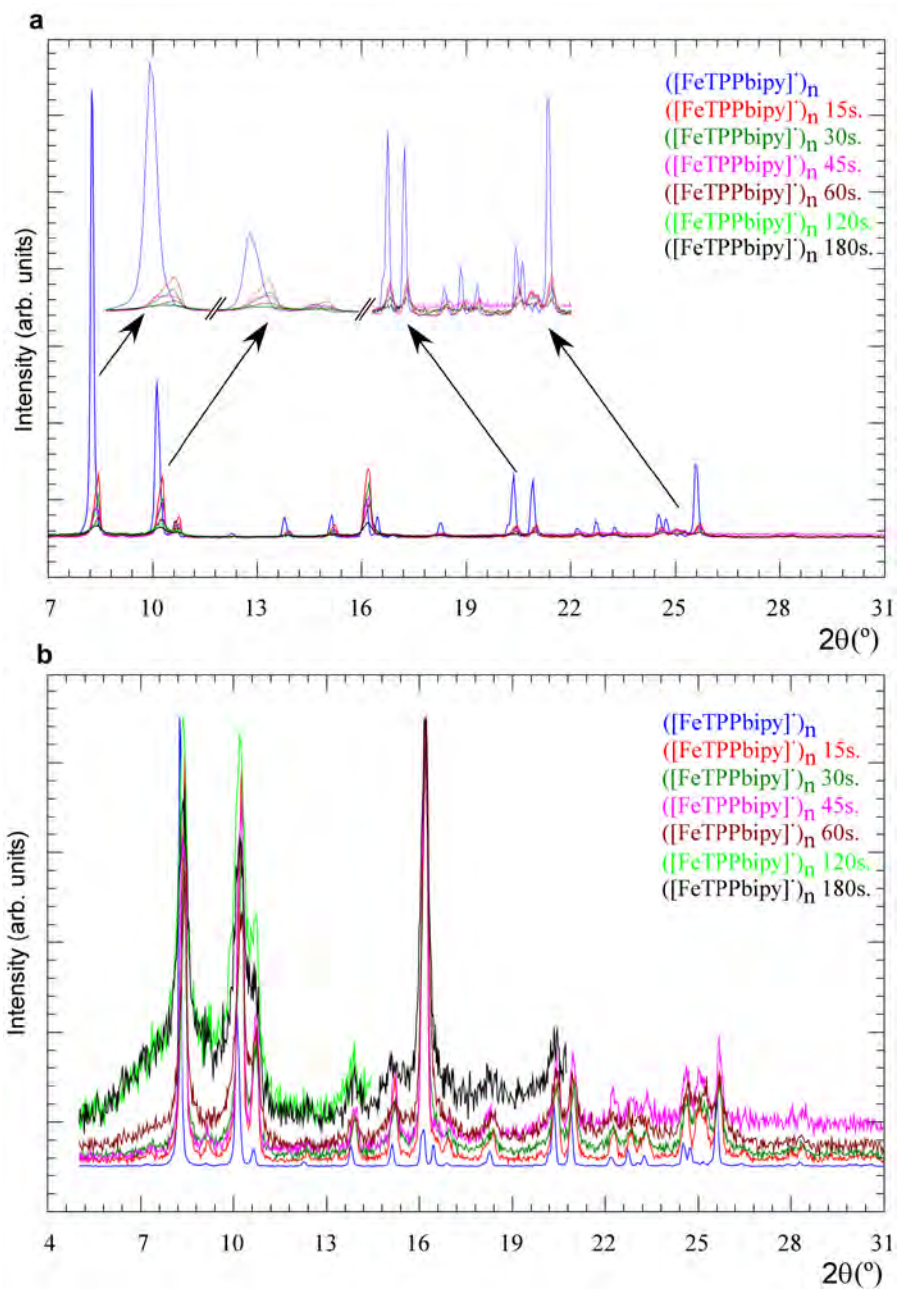 a
Intensity (arb. units)
([FeTPPbipy]˙)n
([FeTPPbipy]˙)n 15s.
([FeTPPbipy]˙)n 30s.
([FeTPPbipy]˙)n 45s.
([FeTPPbipy]˙)n 60s.
([FeTPPbipy]˙)n 120s.
([FeTPPbipy]˙)n 180s.
7 10 13 16 19 22 25 28 31
2θ(º)
b
Intensity (arb. units)
([FeTPPbipy]˙)n
([FeTPPbipy]˙)n 15s.
([FeTPPbipy]˙)n 30s.
([FeTPPbipy]˙)n 45s.
([FeTPPbipy]˙)n 60s.
([FeTPPbipy]˙)n 120s.
([FeTPPbipy]˙)n 180s.
4 7 10 13 16 19 22 25 28 31
2θ(º)